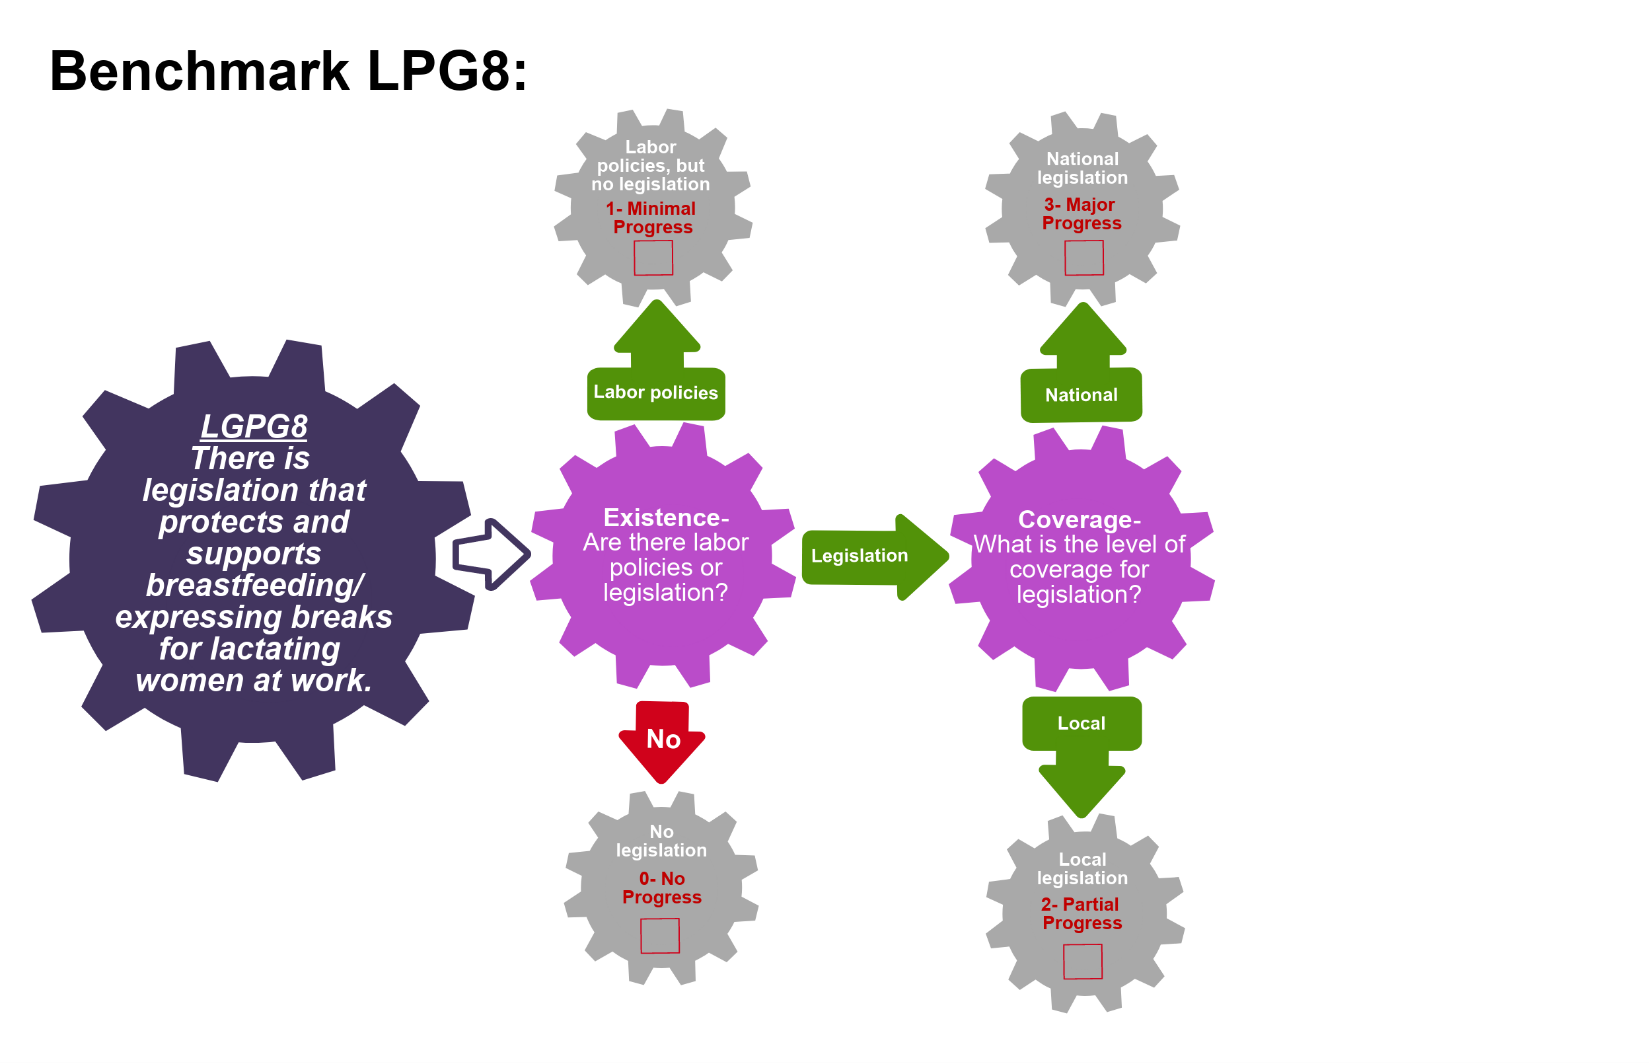 Benchmark LPG8:
LGPG8
There is
legislation that
protects and
supports
breastfeeding/
expressing breaks
for lactating
women at work.
Labor
policies, but
no legislation
1- Minimal
Progress
Labor policies
Existence-
Are there labor
policies or
legislation?
No
No
legislation
0- No
Progress
Legislation
National
legislation
3- Major
Progress
National
Coverage-
What is the level of
coverage for
legislation?
Local
Local
legislation
2- Partial
Progress